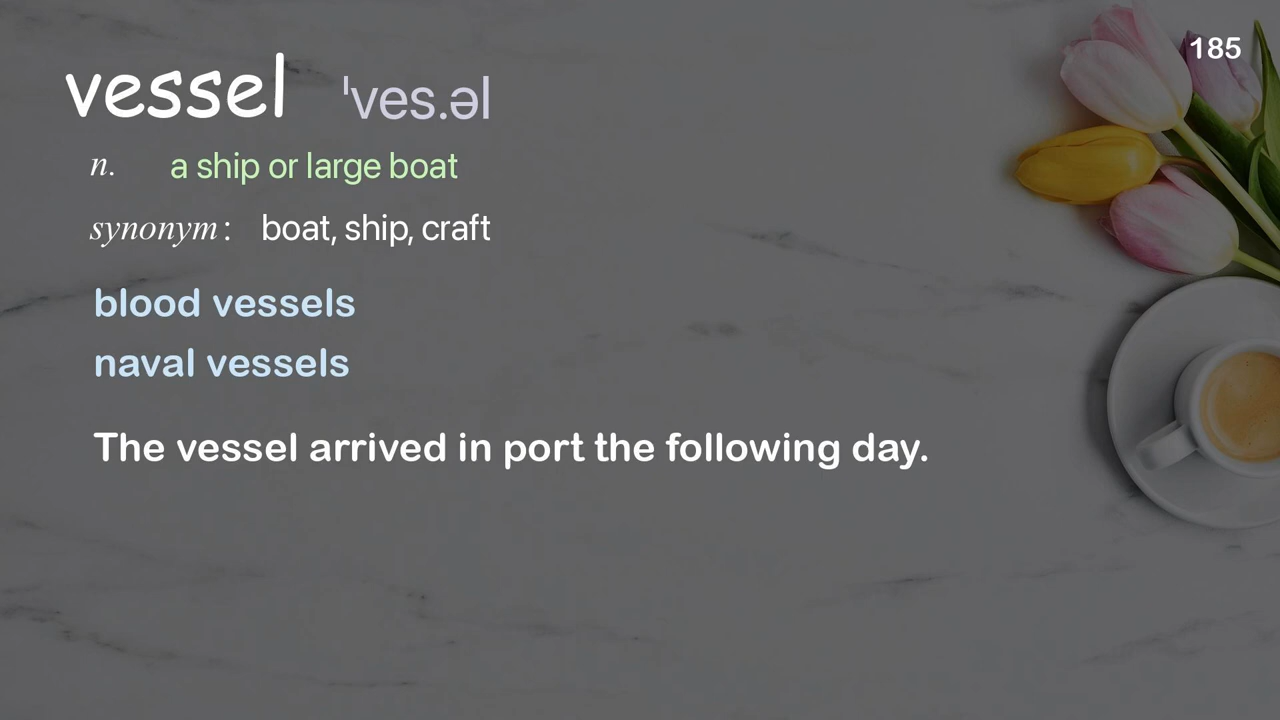 185
vessel ˈves.əl
n. a ship or large boat
synonym: boat, ship, craft
blood vessels
naval vessels
The vessel arrived in port the following day.